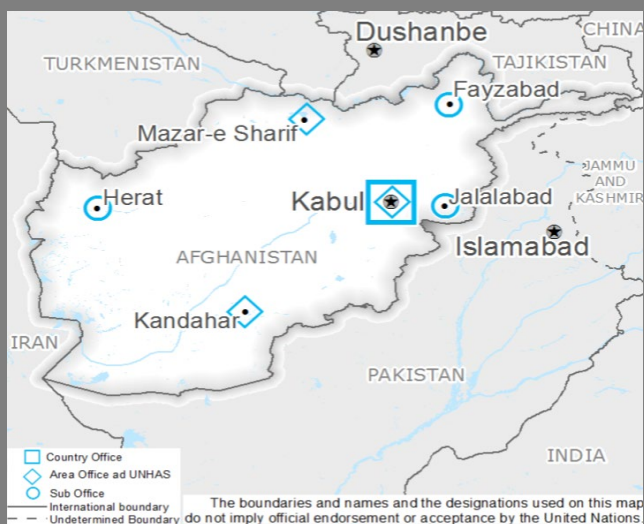 Dushanbe
CHINA
TURKMENISTAN
TAJIKISTAN
Fayzabad
Mazar-e Sharif
JAMMU
AND
KASHMIR
Herat
Kabul
Jalalabad
Islamabad
AFGHANISTAN
Kandahar
IRAN
PAKISTAN
INDIA
Country Office
Area Office ad UNHAS
Sub Office
International boundary
Undetermined Boundary
The boundaries and names and the designations used on this map
do not imply official endorsement or acceptance by the United Nation